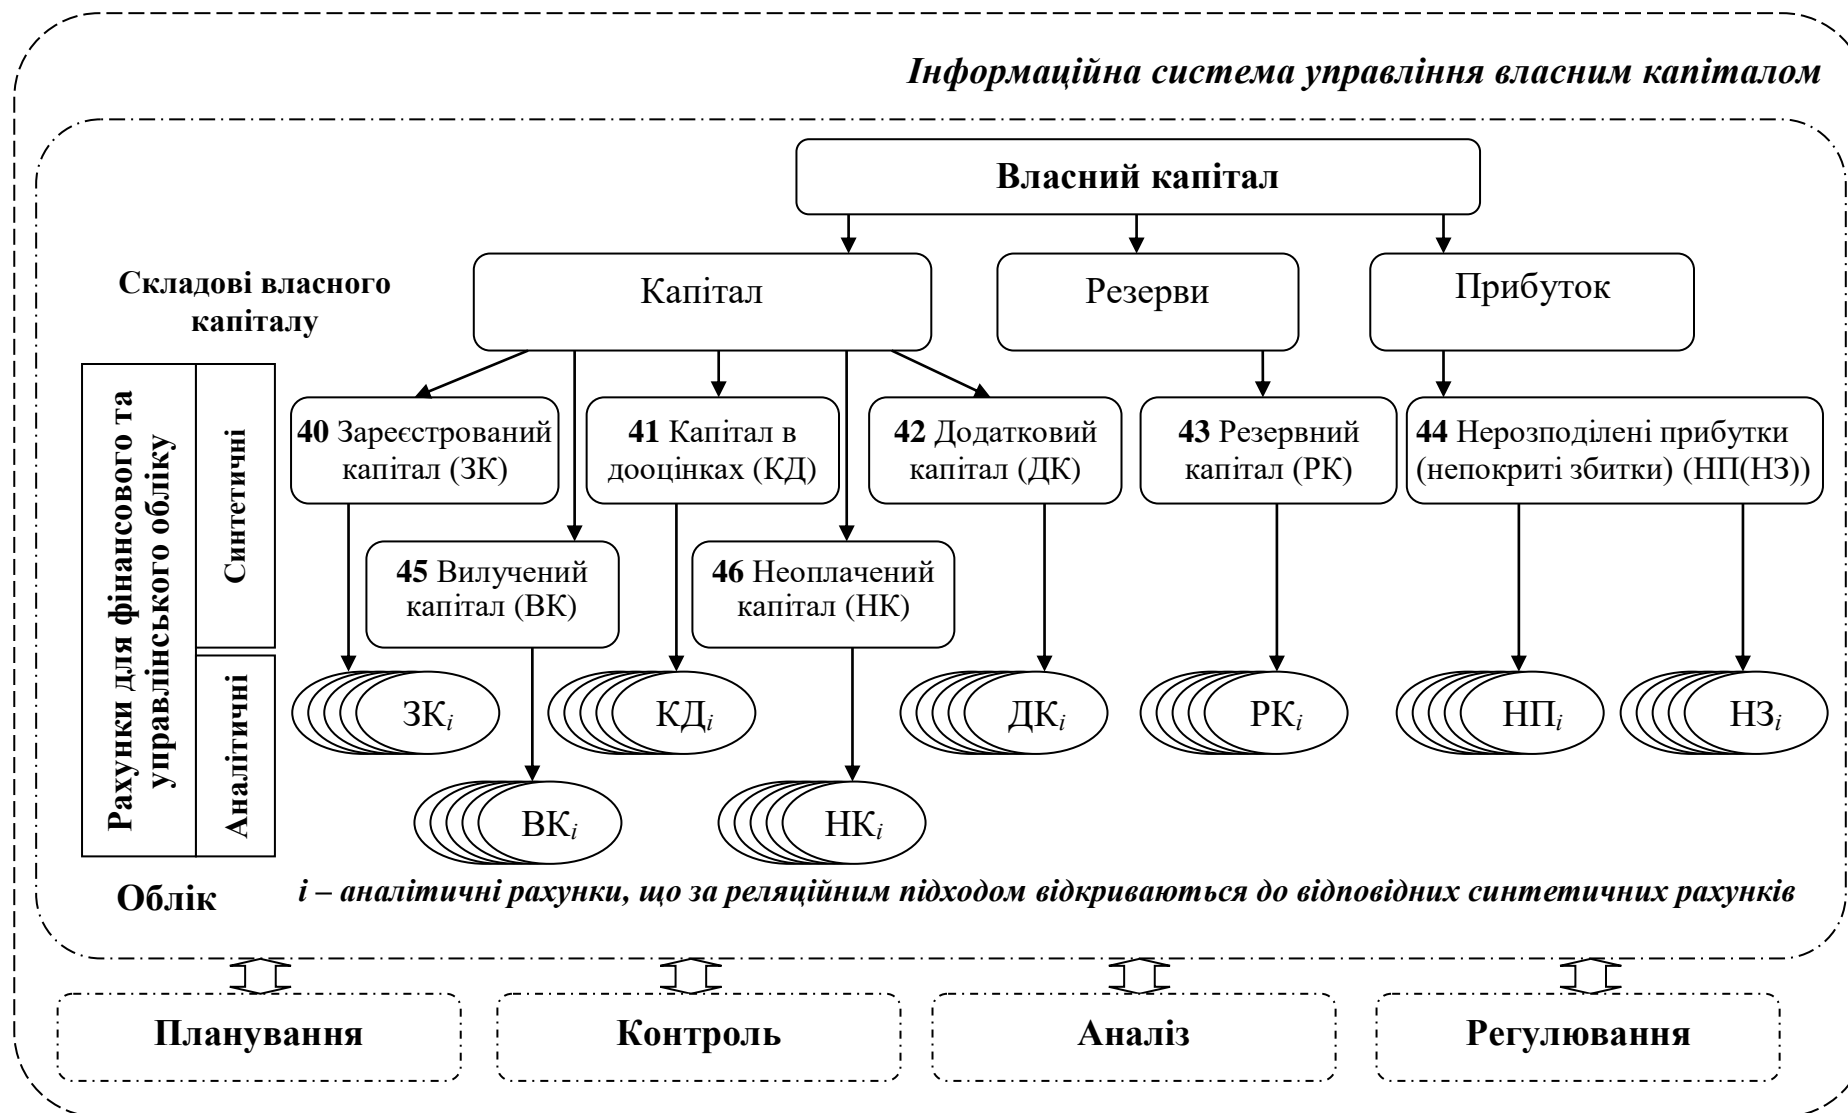 Інформаційна система управління власним капіталом
Власний капітал
Складові власного
капіталу
Капітал
Резерви
Прибуток
Рахунки для фінансового та
управлінського обліку
Синтетичні
Аналітичні
40 Зареєстрований
капітал (ЗК)
41 Капітал в
дооцінках (КД)
42 Додатковий
капітал (ДК)
43 Резервний
капітал (РК)
44 Нерозподілені прибутки
(непокриті збитки) (НП(НЗ))
45 Вилучений
капітал (ВК)
46 Неоплачений
капітал (НК)
ЗКi
КДi
ДКi
РКi
НПi
НЗi
ВКi
НКi
Облік
i – аналітичні рахунки, що за реляційним підходом відкриваються до відповідних синтетичних рахунків
Планування
Контроль
Аналіз
Регулювання